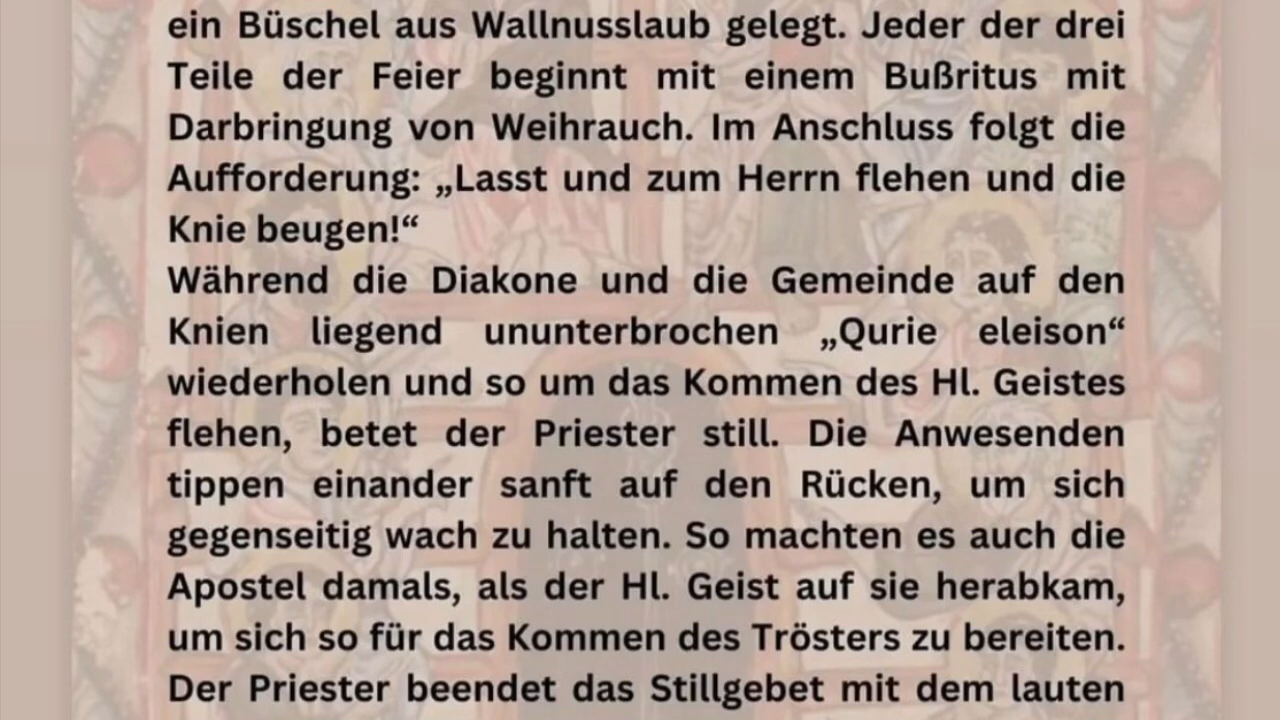 ein Büschel aus Wallnusslaub gelegt. Jeder der drei
Teile der Feier beginnt mit einem Bußritus mit
Darbringung von Weihrauch. Im Anschluss folgt die
Aufforderung: „Lasst und zum Herrn flehen und die
Knie beugen!“
Während die Diakone und die Gemeinde auf den
Knien liegend ununterbrochen „Qurie eleison“
wiederholen und so um das Kommen des Hl. Geistes
flehen, betet der Priester still. Die Anwesenden
tippen einander sanft auf den Rücken, um sich
gegenseitig wach zu halten. So machten es auch die
Apostel damals, als der Hl. Geist auf sie herabkam,
um sich so für das Kommen des Trösters zu bereiten.
Der Priester beendet das Stillgebet mit dem lauten